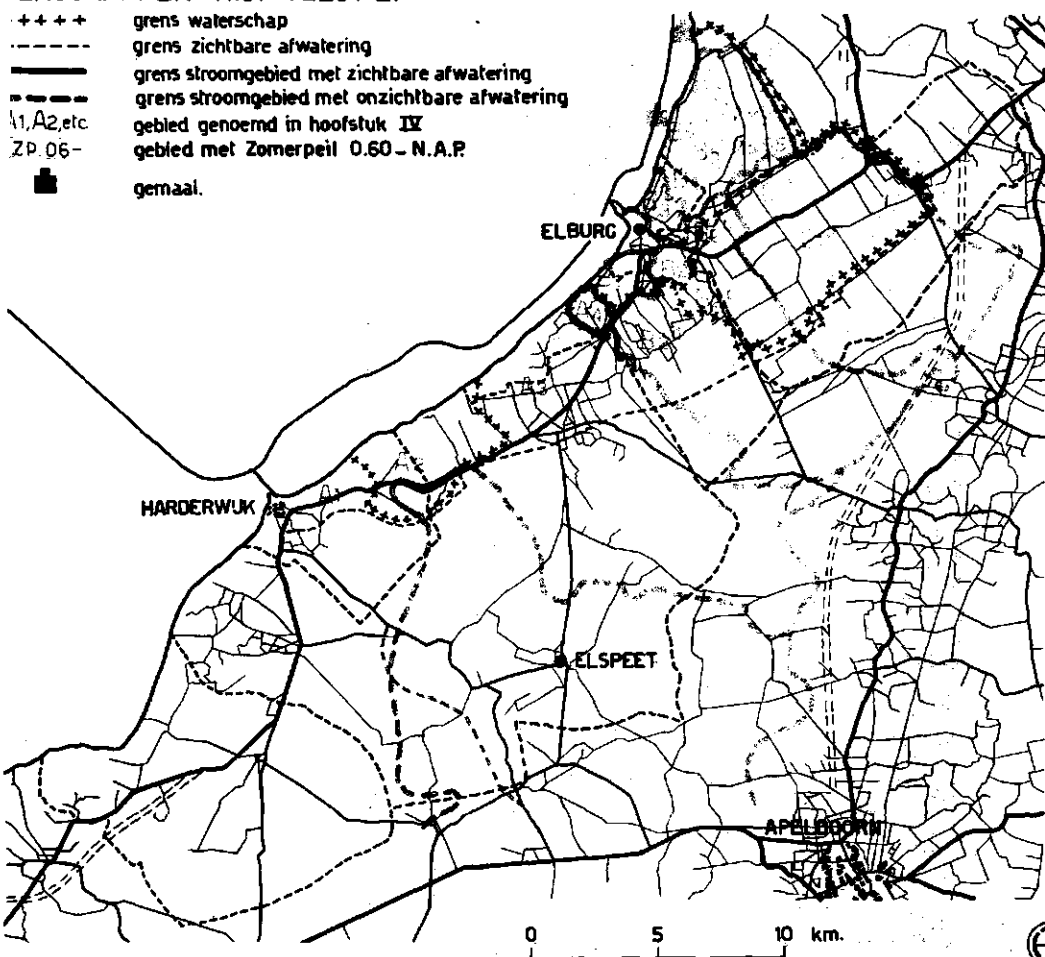 ++++ grens waterschap
grens zichtbare afwatering
grens stroomgebied met zichtbare afwatering
grens stroomgebied met onzichtbare afwatering
A1,A2,etc. gebied genoemd in hoofstuk IV
ZP.06- gebied met Zomerpeil 0.60 – N.A.P.
gemaal.
ELBURG
HARDERWIJK
ELSPEET
APELDOORN
0 5 10 km.